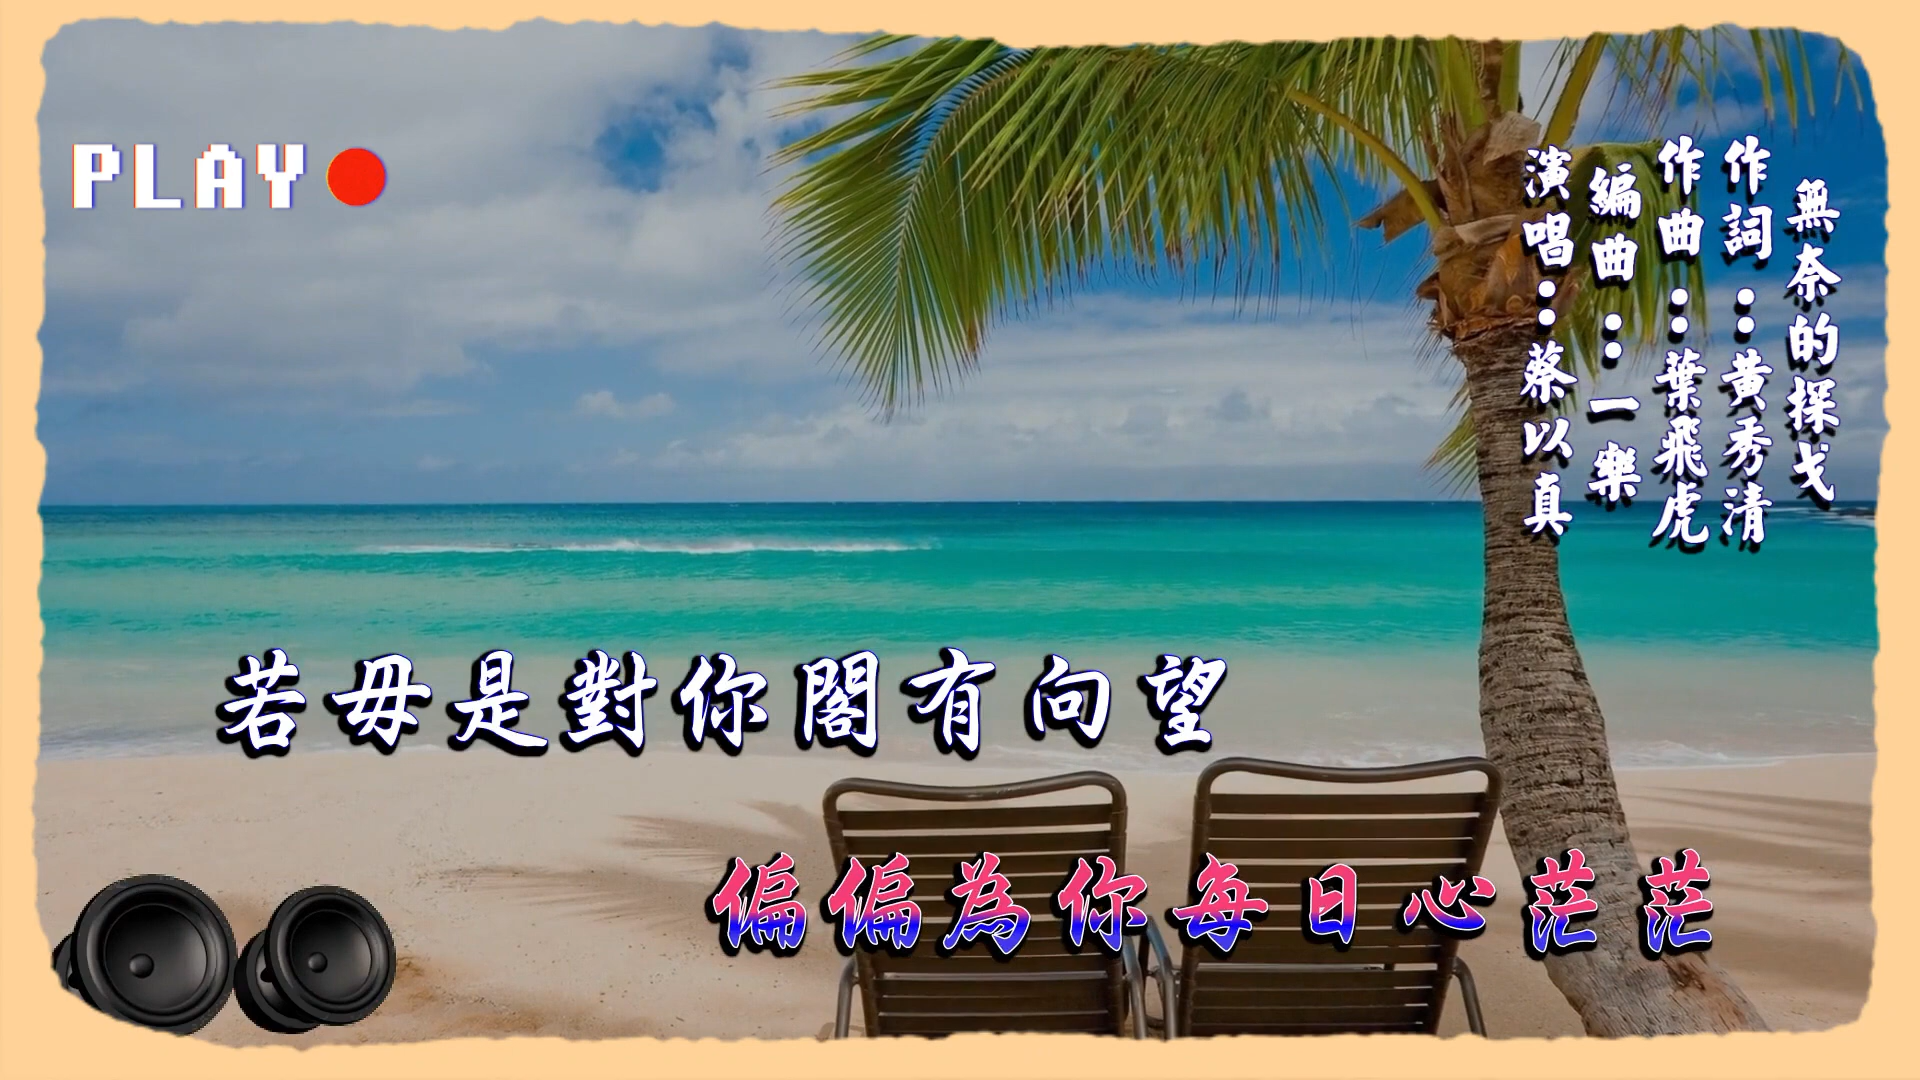 PLAY
無奈的探戈
作詞：黃秀清
作曲：葉飛虎
編曲：一樂
演唱：蔡以真
若毋是對你閣有向望
偏偏為你每日心茫茫